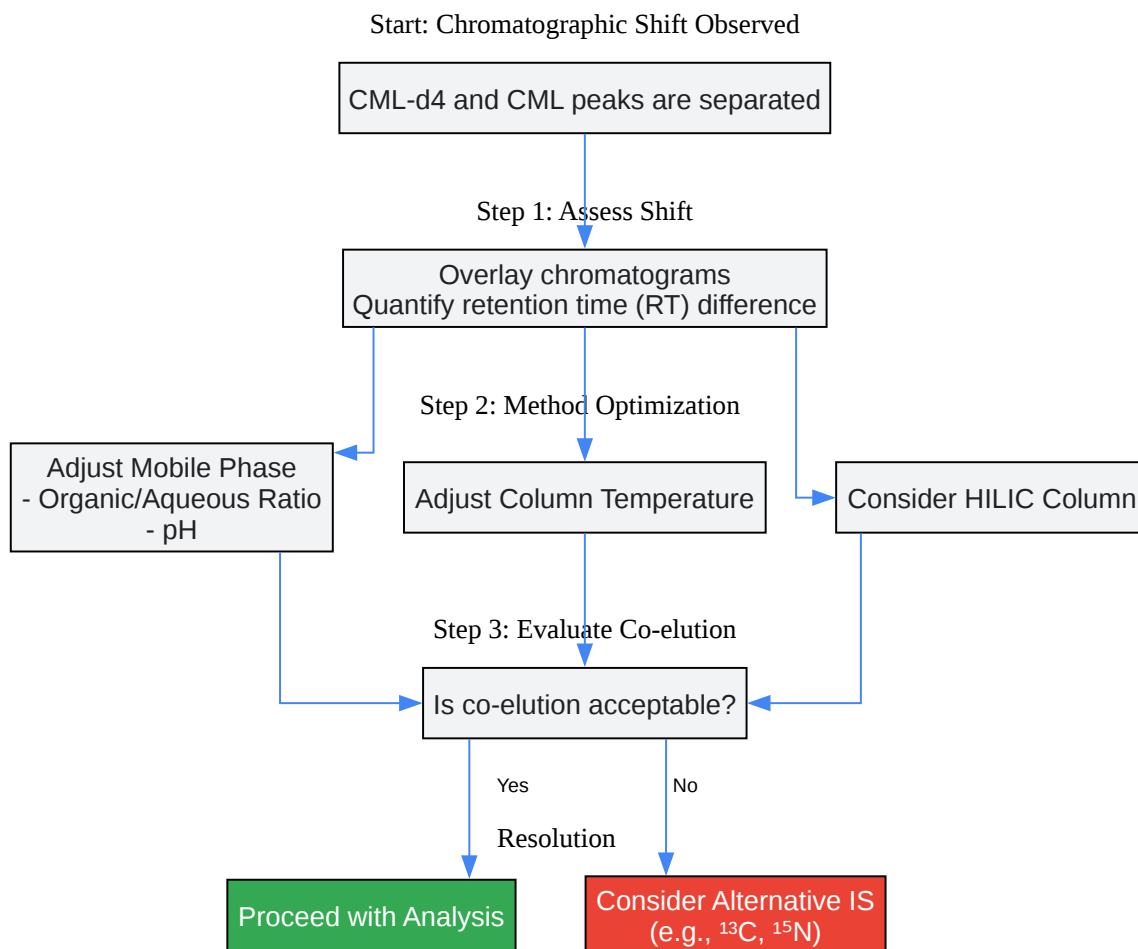 Start: Chromatographic Shift Observed
CML-d4 and CML peaks are separated
Step 1: Assess Shift
Overlay chromatograms
Quantify retention time (RT) difference
Step 2: Method Optimization
Adjust Mobile Phase
- Organic/Aqueous Ratio
- pH
Adjust Column Temperature
Consider HILIC Column
Step 3: Evaluate Co-elution
Is co-elution acceptable?
Yes
No
Resolution
Proceed with Analysis
Consider Alternative IS
(e.g., ¹³C, ¹⁵N)